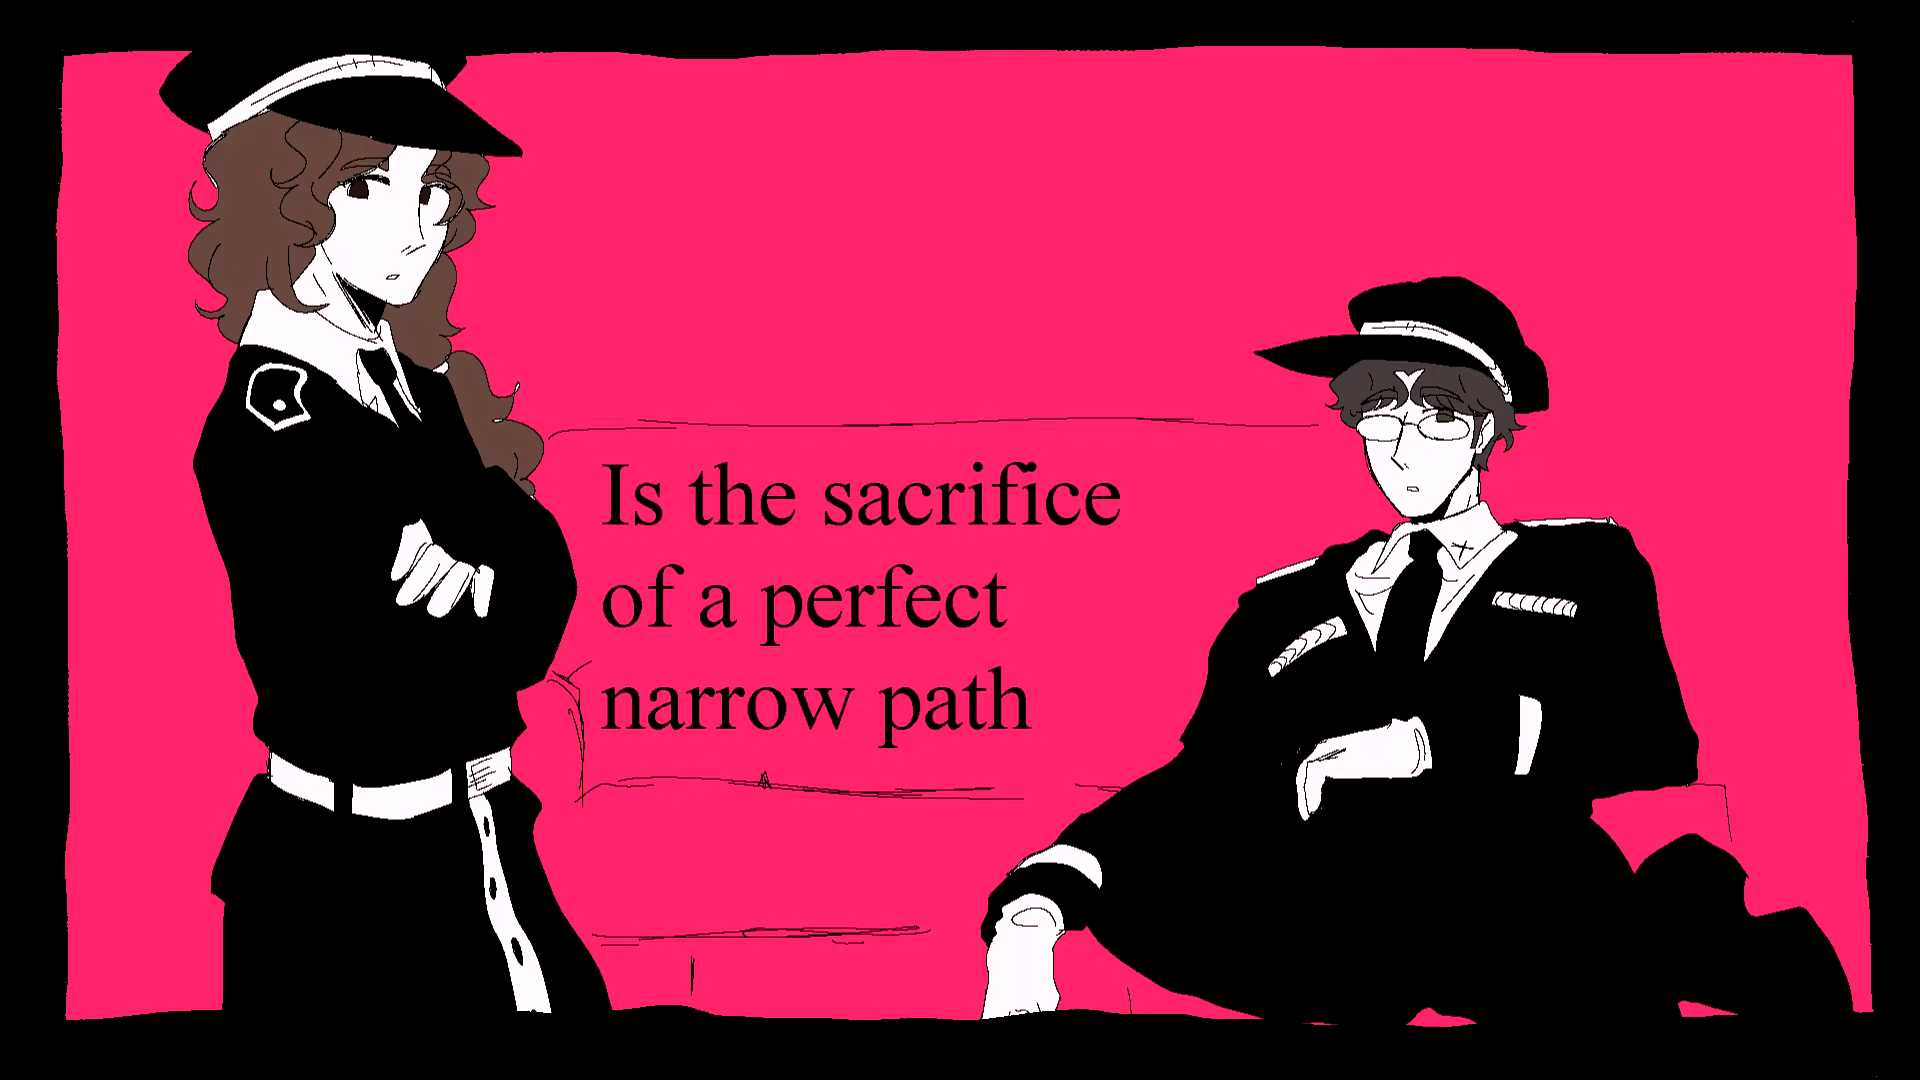 Is the sacrifice
of a perfect
narrow path